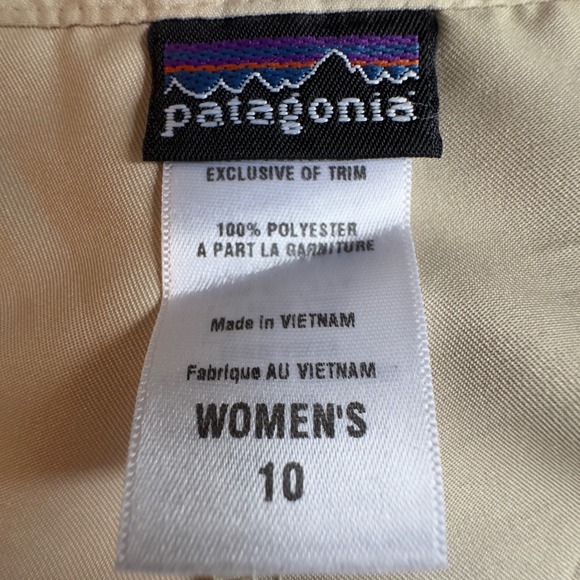 patagonia
EXCLUSIVE OF TRIM
100% POLYESTER
A PART LA GARNITURE
Made in VIETNAM
Fabrique AU VIETNAM
WOMEN'S
10